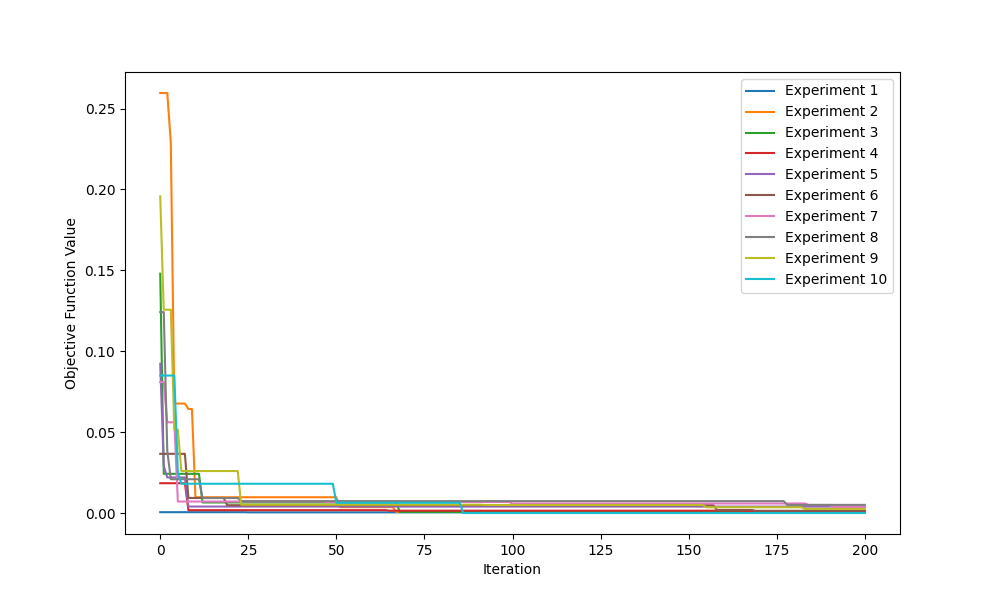 0.25
0.20
0.15
0.10
0.05
0.00
Objective Function Value
0 25 50 75 100 125 150 175 200
Iteration
Experiment 1
Experiment 2
Experiment 3
Experiment 4
Experiment 5
Experiment 6
Experiment 7
Experiment 8
Experiment 9
Experiment 10